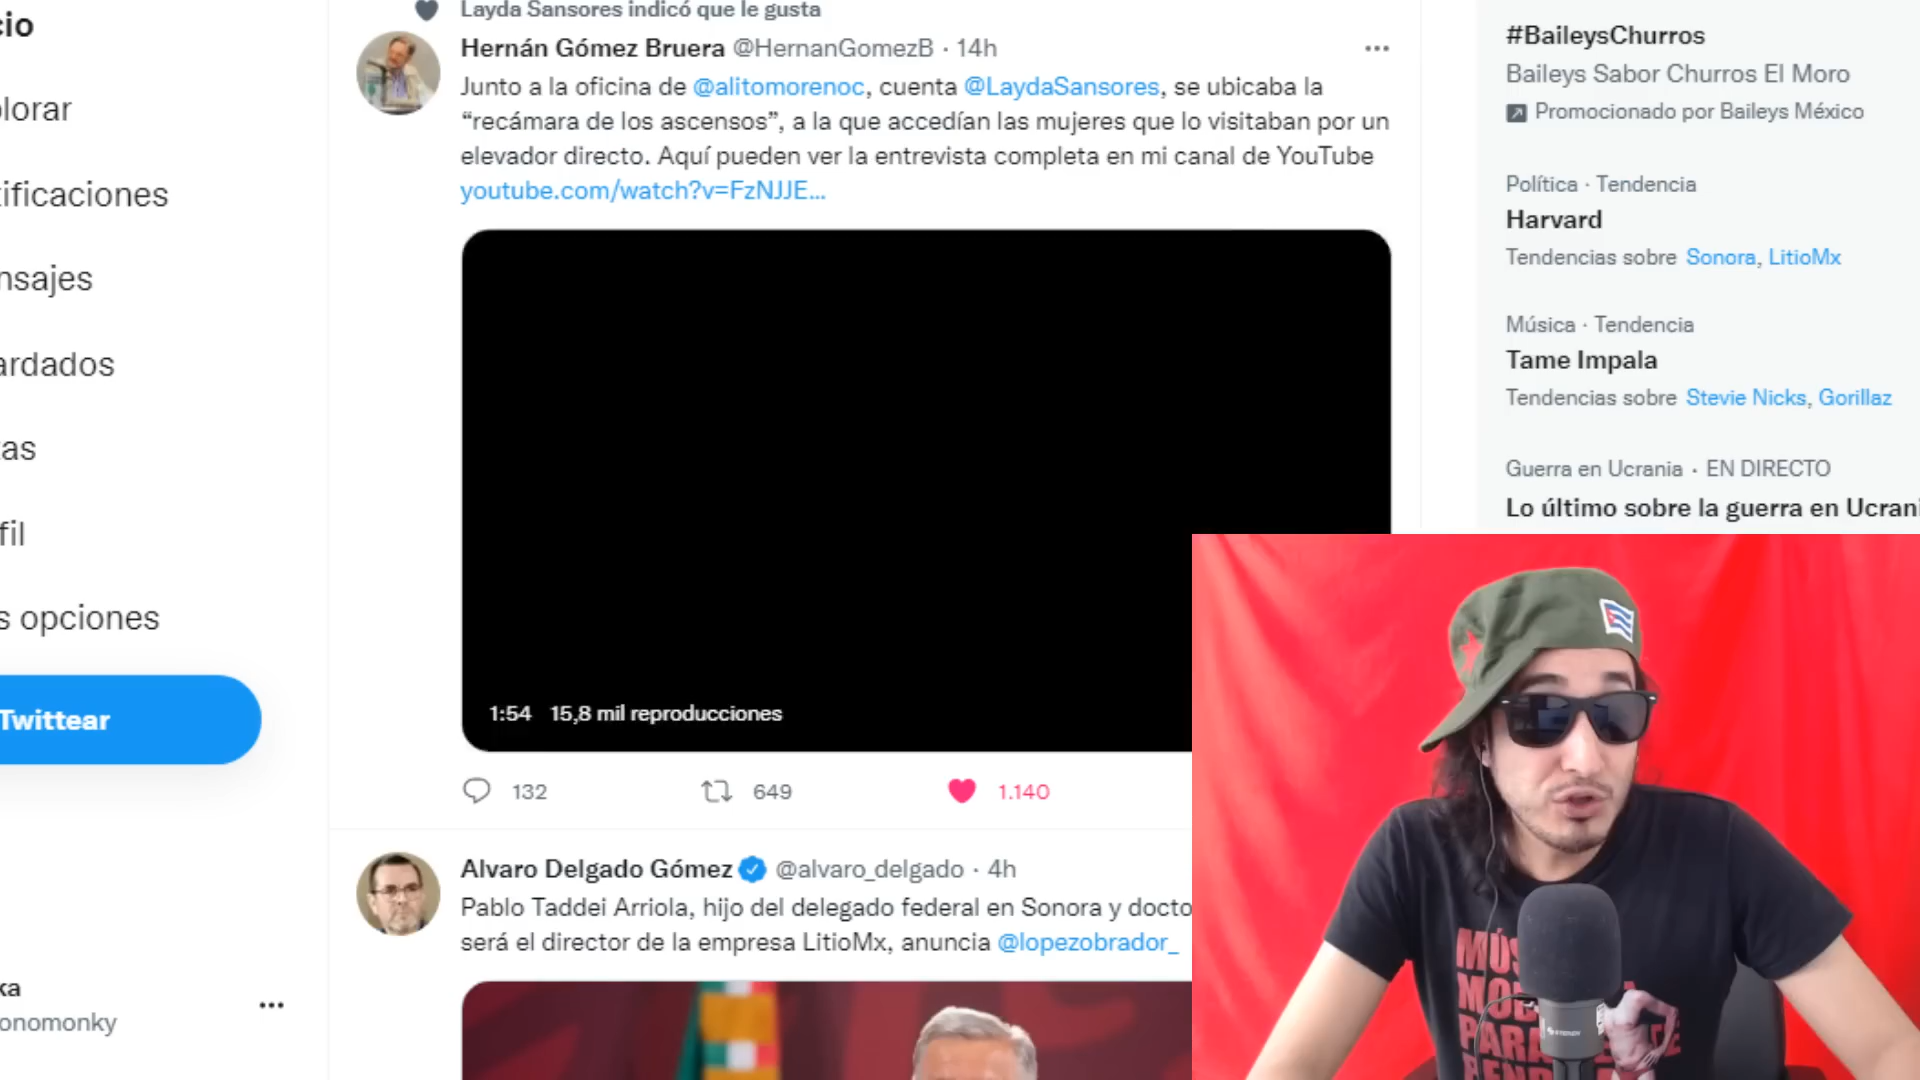 cio
lorar
tificaciones
nsajes
ardados
tas
fil
s opciones
Twittear
ka
onomonky
Layda Sansores indicó que le gusta
Hernán Gómez Bruera @HernanGomezB · 14h
Junto a la oficina de @alitomorenoc, cuenta @LaydaSansores, se ubicaba la
“recámara de los ascensos”, a la que accedían las mujeres que lo visitaban por un
elevador directo. Aquí pueden ver la entrevista completa en mi canal de YouTube
youtube.com/watch?v=FzNJJE...
1:54 15,8 mil reproducciones
132 649 1.140
Alvaro Delgado Gómez @alvaro_delgado · 4h
Pablo Taddei Arriola, hijo del delegado federal en Sonora y docto
será el director de la empresa LitioMx, anuncia @lopezobrador_
#BaileysChurros
Baileys Sabor Churros El Moro
Promocionado por Baileys México
Política · Tendencia
Harvard
Tendencias sobre Sonora, LitioMx
Música · Tendencia
Tame Impala
Tendencias sobre Stevie Nicks, Gorillaz
Guerra en Ucrania · EN DIRECTO
Lo último sobre la guerra en Ucrani
MÚS
MO
PARA